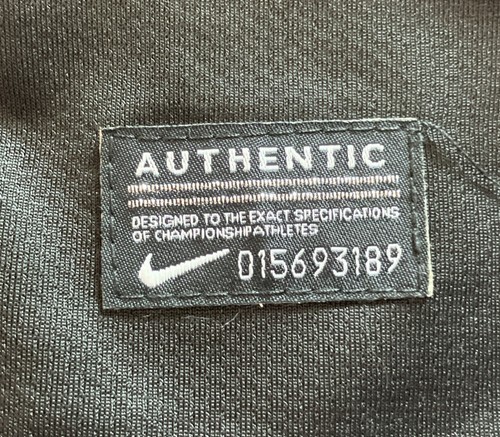 AUTHENTIC
DESIGNED TO THE EXACT SPECIFICATIONS
OF CHAMPIONSHIP ATHLETES
015693189